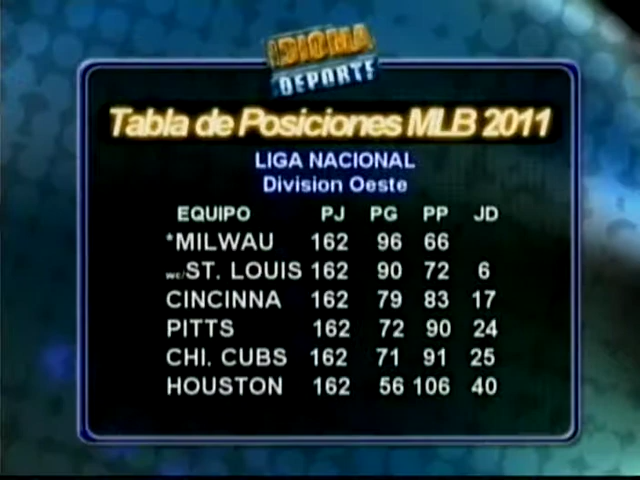 IDIOMA
DEPORTE
Tabla de Posiciones MLB 2011
LIGA NACIONAL
Division Oeste
EQUIPO PJ PG PP JD
*MILWAU 162 96 66
wc/ST. LOUIS 162 90 72 6
CINCINNA 162 79 83 17
PITTS 162 72 90 24
CHI. CUBS 162 71 91 25
HOUSTON 162 56 106 40